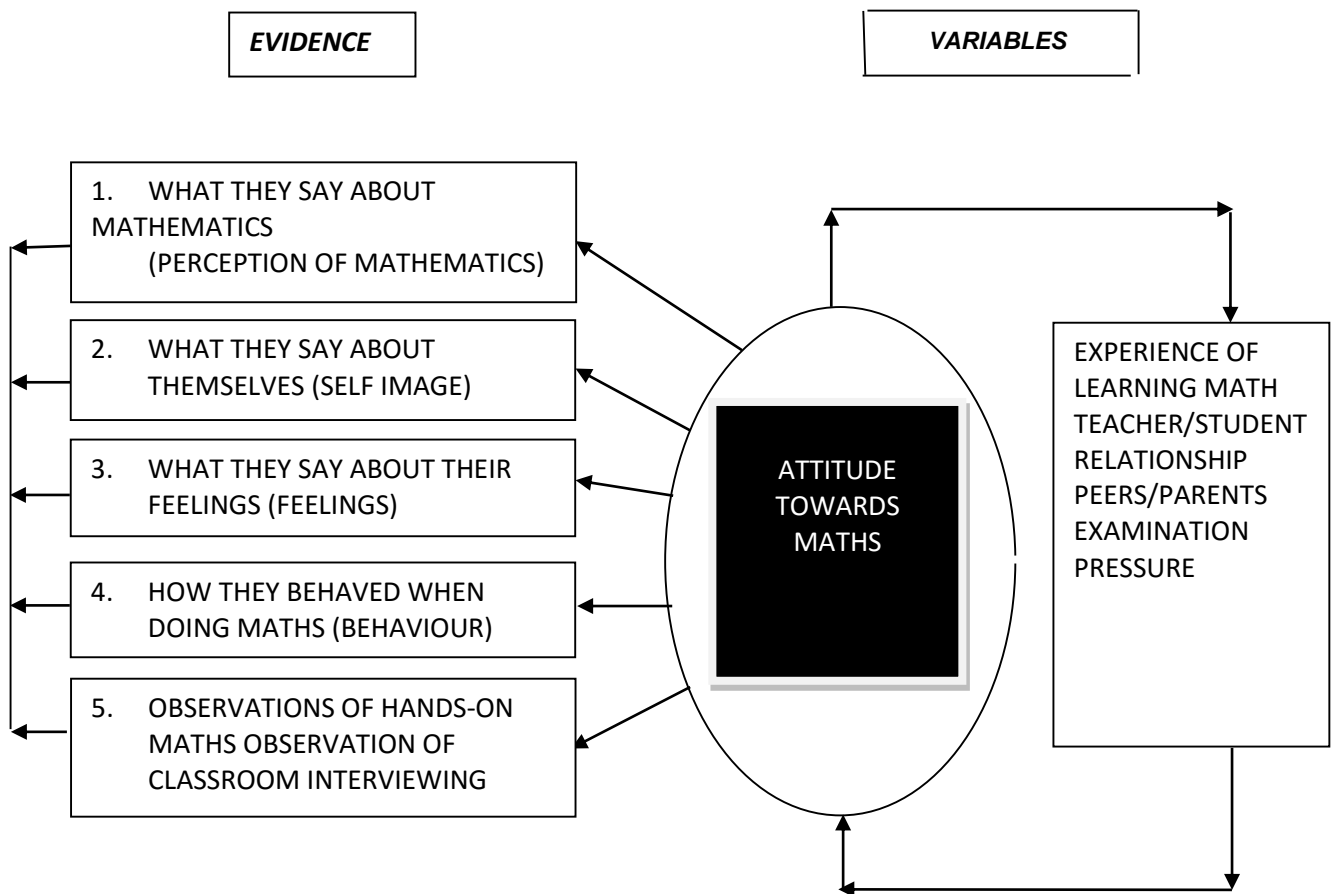 EVIDENCE
VARIABLES
1. WHAT THEY SAY ABOUT
MATHEMATICS
(PERCEPTION OF MATHEMATICS)
2. WHAT THEY SAY ABOUT
THEMSELVES (SELF IMAGE)
3. WHAT THEY SAY ABOUT THEIR
FEELINGS (FEELINGS)
4. HOW THEY BEHAVED WHEN
DOING MATHS (BEHAVIOUR)
5. OBSERVATIONS OF HANDS-ON
MATHS OBSERVATION OF
CLASSROOM INTERVIEWING
ATTITUDE
TOWARDS
MATHS
EXPERIENCE OF
LEARNING MATH
TEACHER/STUDENT
RELATIONSHIP
PEERS/PARENTS
EXAMINATION
PRESSURE